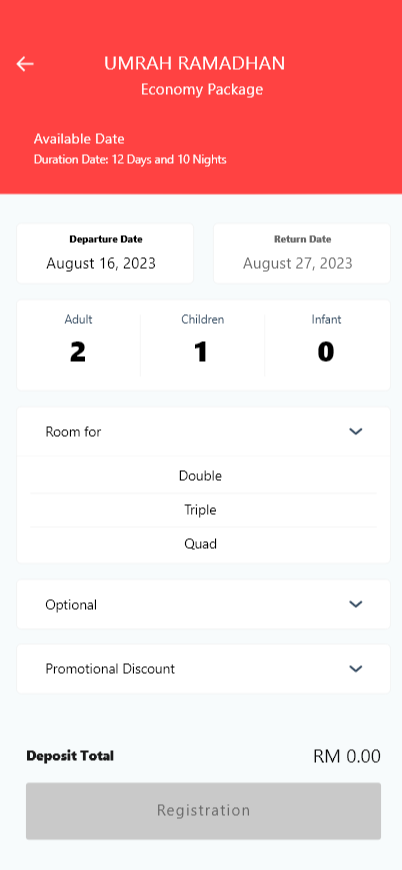 UMRAH RAMADHAN
Economy Package
Available Date
Duration Date: 12 Days and 10 Nights
Departure Date
August 16, 2023
Return Date
August 27, 2023
Adult
2
Children
1
Infant
0
Room for
Double
Triple
Quad
Optional
Promotional Discount
Deposit Total
RM 0.00
Registration